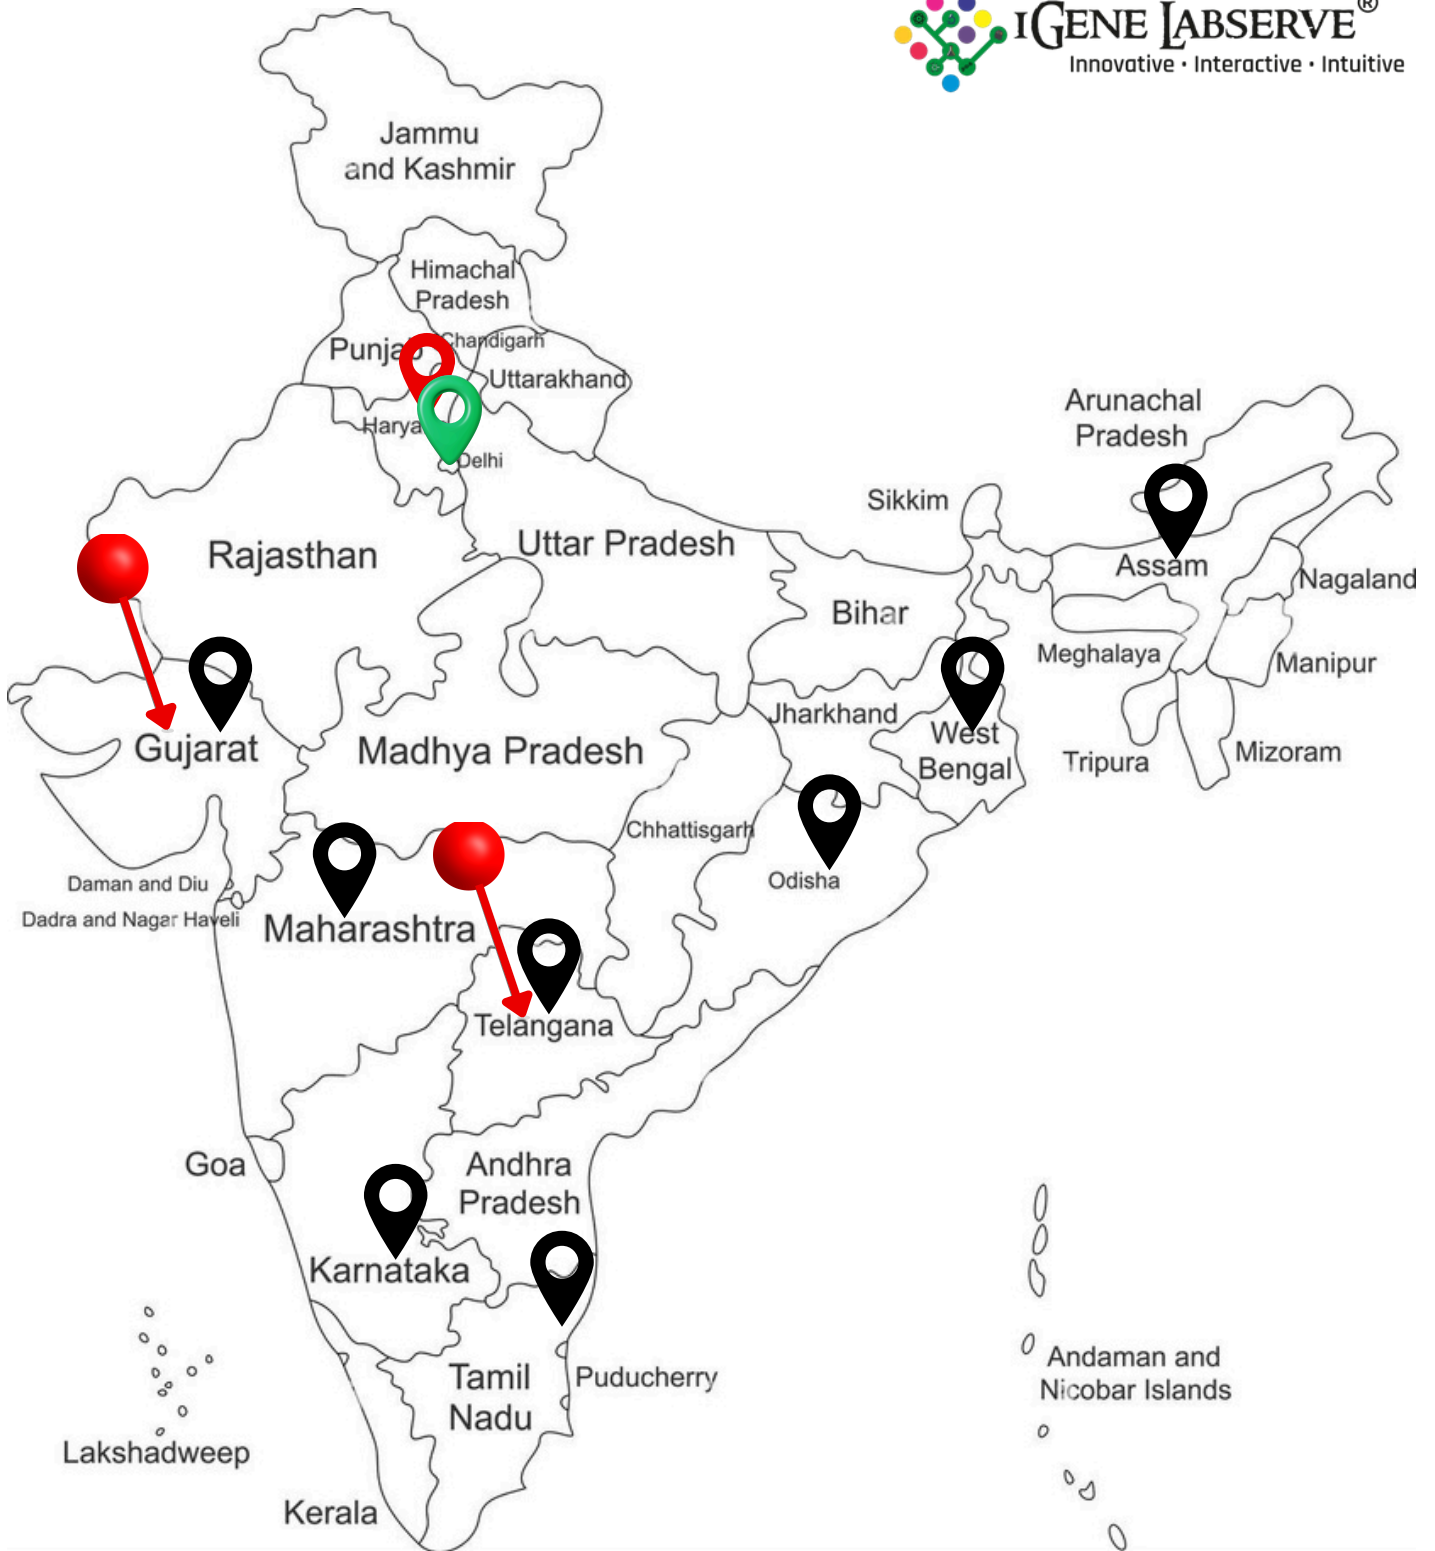 iGene Labserve®
Innovative • Interactive • Intuitive
Jammu
and Kashmir
Himachal
Pradesh
Punjab
Chandigarh
Uttarakhand
Harya
Delhi
Arunachal
Pradesh
Sikkim
Rajasthan
Uttar Pradesh
Assam
Nagaland
Bihar
Meghalaya
Manipur
Jharkhand
Gujarat
Madhya Pradesh
West
Bengal
Tripura
Mizoram
Chhattisgarh
Odisha
Daman and Diu
Dadra and Nagar Haveli
Maharashtra
Telangana
Goa
Andhra
Pradesh
Karnataka
Tamil
Nadu
Puducherry
Andaman and
Nicobar Islands
Lakshadweep
Kerala